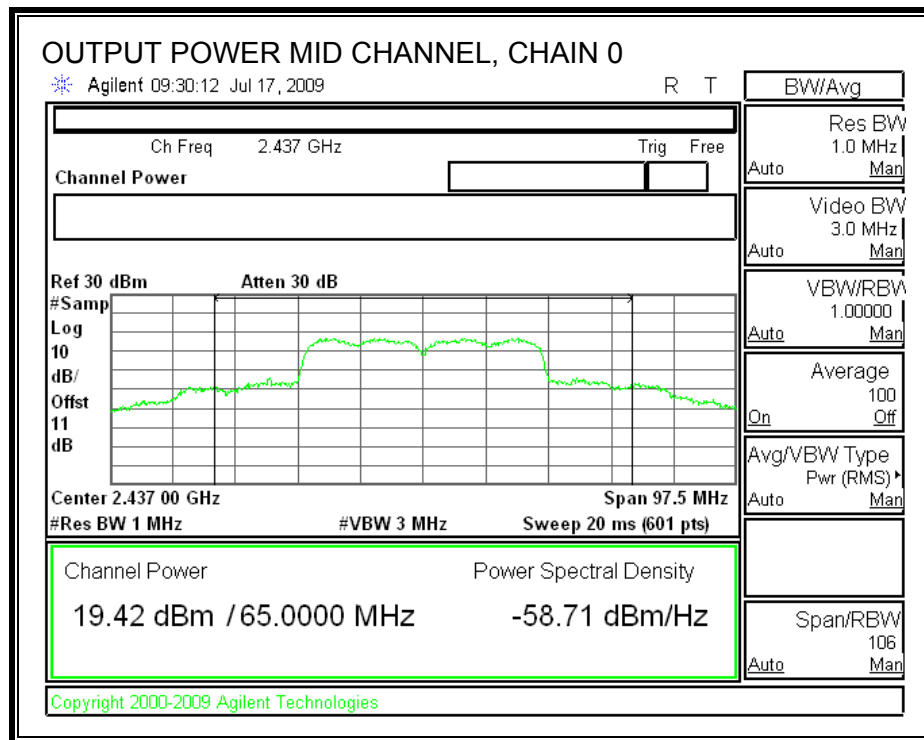 OUTPUT POWER MID CHANNEL, CHAIN 0
Agilent 09:30:12 Jul 17, 2009 R T
Ch Freq 2.437 GHz Trig Free
Channel Power
Ref 30 dBm Atten 30 dB
#Samp
Log
10
dB/
Offst
11
dB
Center 2.437 00 GHz Span 97.5 MHz
#Res BW 1 MHz #VBW 3 MHz Sweep 20 ms (601 pts)
Channel Power Power Spectral Density
19.42 dBm / 65.0000 MHz -58.71 dBm/Hz
Copyright 2000-2009 Agilent Technologies
BW/Avg
Res BW
1.0 MHz
Auto Man
Video BW
3.0 MHz
Auto Man
VBW/RBW
1.00000
Auto Man
Average
100
On Off
Avg/VBW Type
Pwr (RMS)
Auto Man
Span/RBW
106
Auto Man